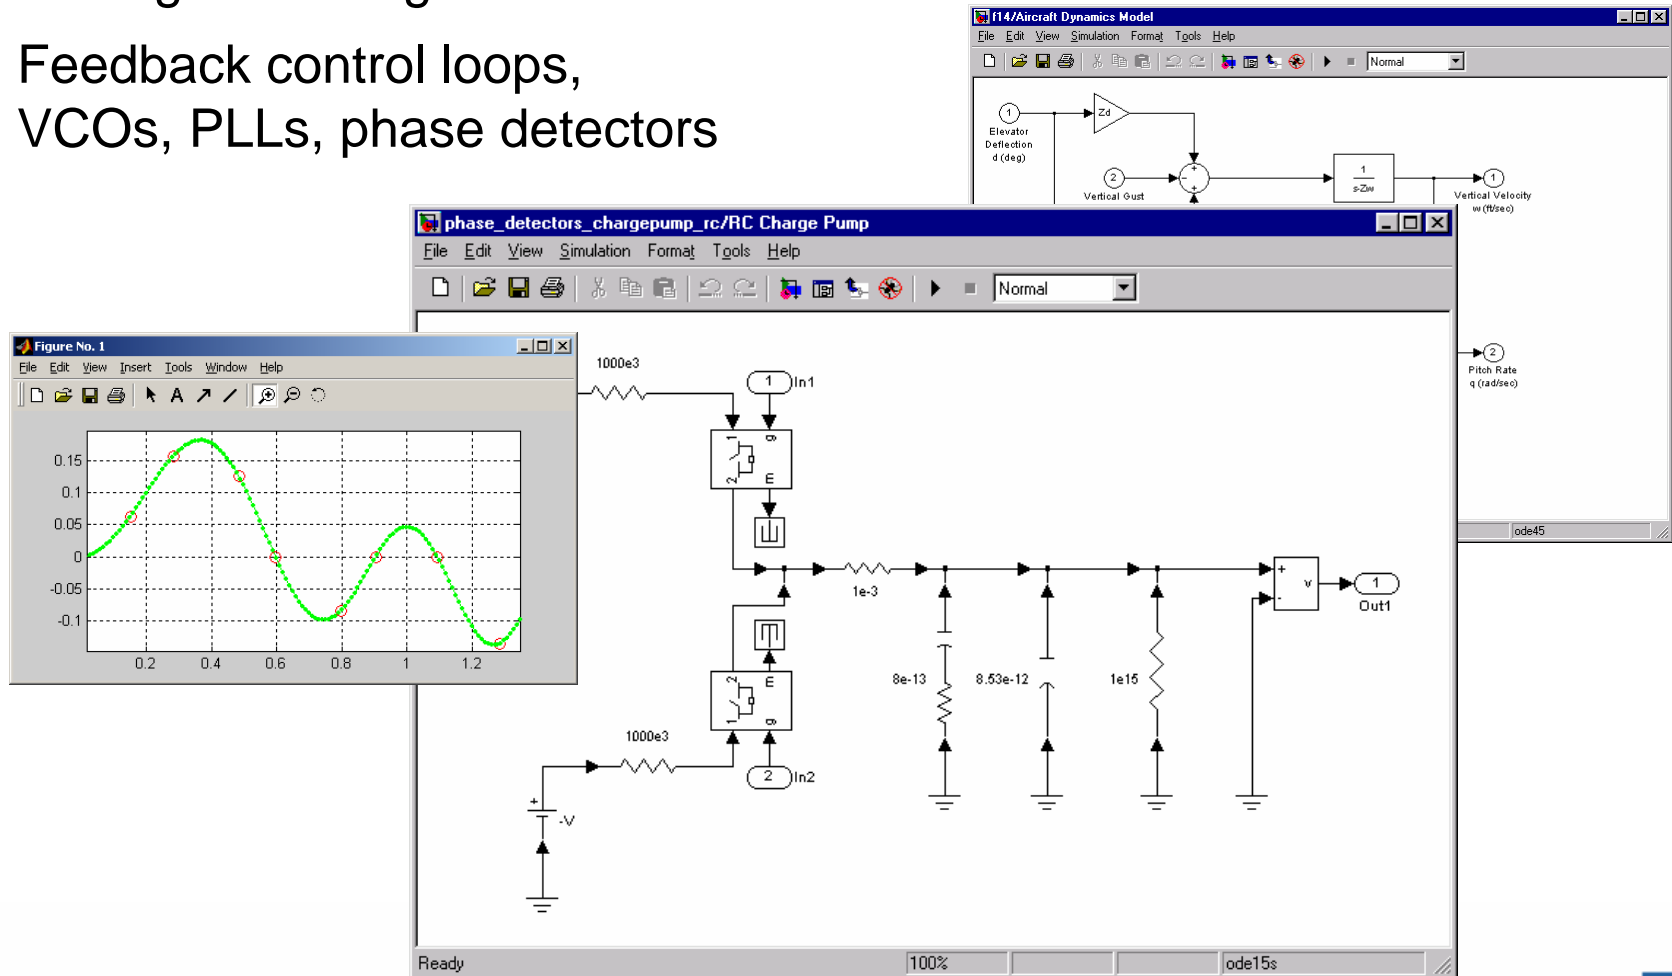 Feedback control loops,
VCOs, PLLs, phase detectors
f14/Aircraft Dynamics Model
File Edit View Simulation Format Tools Help
Normal
1
Elevator
Deflection
d (deg)
Zd
2
Vertical Gust
+
-
+
1
s-Zw
1
Vertical Velocity
w (ft/sec)
2
Pitch Rate
q (rad/sec)
ode45
phase_detectors_chargepump_rc/RC Charge Pump
File Edit View Simulation Format Tools Help
Normal
1000e3
1 In1
1 g
2 m
1e-3
8e-13
8.53e-12
1e15
+
-
v
1
Out1
2 m
1 g
1000e3
2 In2
+
-V
Ready 100% ode15s
Figure No. 1
File Edit View Insert Tools Window Help
A
0.15
0.1
0.05
0
-0.05
-0.1
0.2 0.4 0.6 0.8 1 1.2